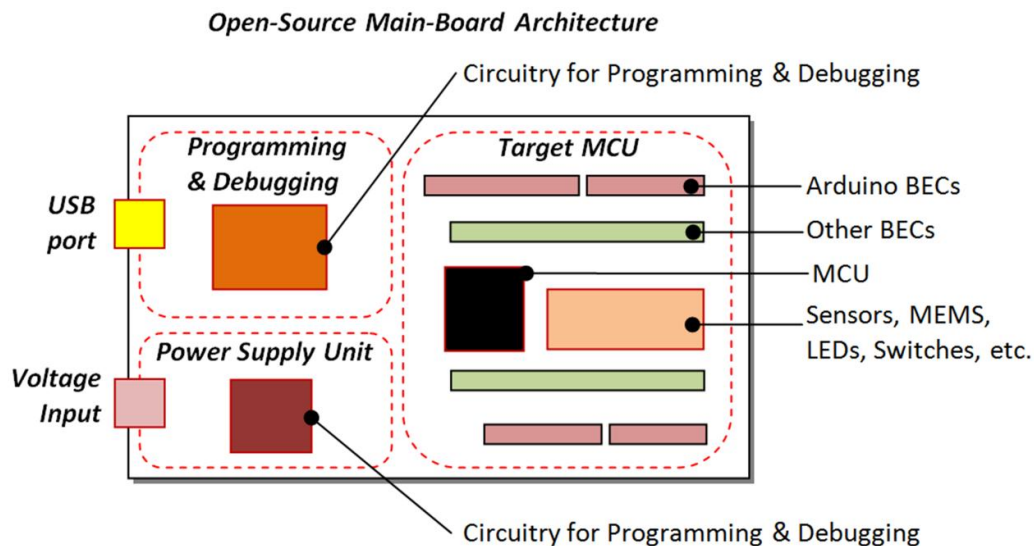 Open-Source Main-Board Architecture
Circuitry for Programming & Debugging
Programming
& Debugging
Target MCU
USB
port
Arduino BECs
Other BECs
MCU
Sensors, MEMS,
LEDs, Switches, etc.
Power Supply Unit
Voltage
Input
Circuitry for Programming & Debugging